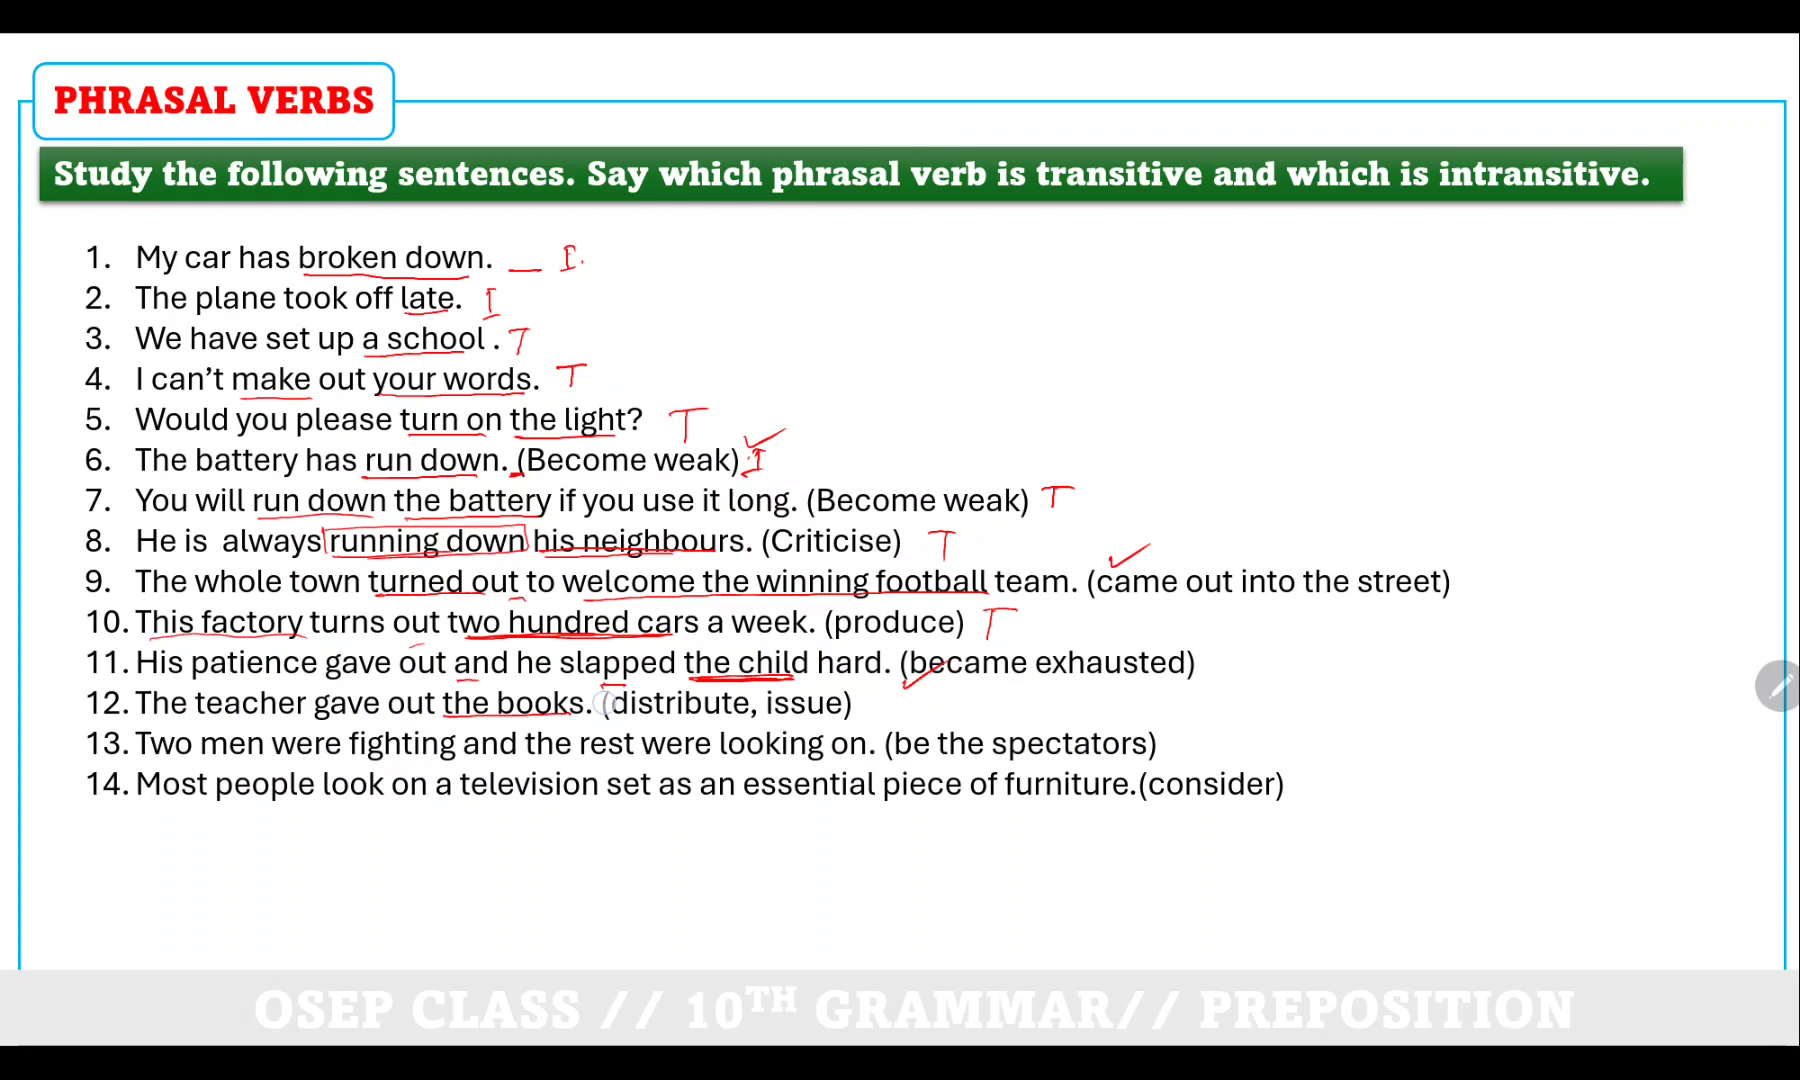 PHRASAL VERBS
Study the following sentences. Say which phrasal verb is transitive and which is intransitive.
1. My car has broken down. _ I.
2. The plane took off late. I
3. We have set up a school . T
4. I can't make out your words. T
5. Would you please turn on the light? T
6. The battery has run down. (Become weak) I
7. You will run down the battery if you use it long. (Become weak) T
8. He is always running down his neighbours. (Criticise) T
9. The whole town turned out to welcome the winning football team. (came out into the street)
10. This factory turns out two hundred cars a week. (produce) T
11. His patience gave out and he slapped the child hard. (became exhausted)
12. The teacher gave out the books. (distribute, issue)
13. Two men were fighting and the rest were looking on. (be the spectators)
14. Most people look on a television set as an essential piece of furniture.(consider)
OSEP CLASS // 10TH GRAMMAR// PREPOSITION